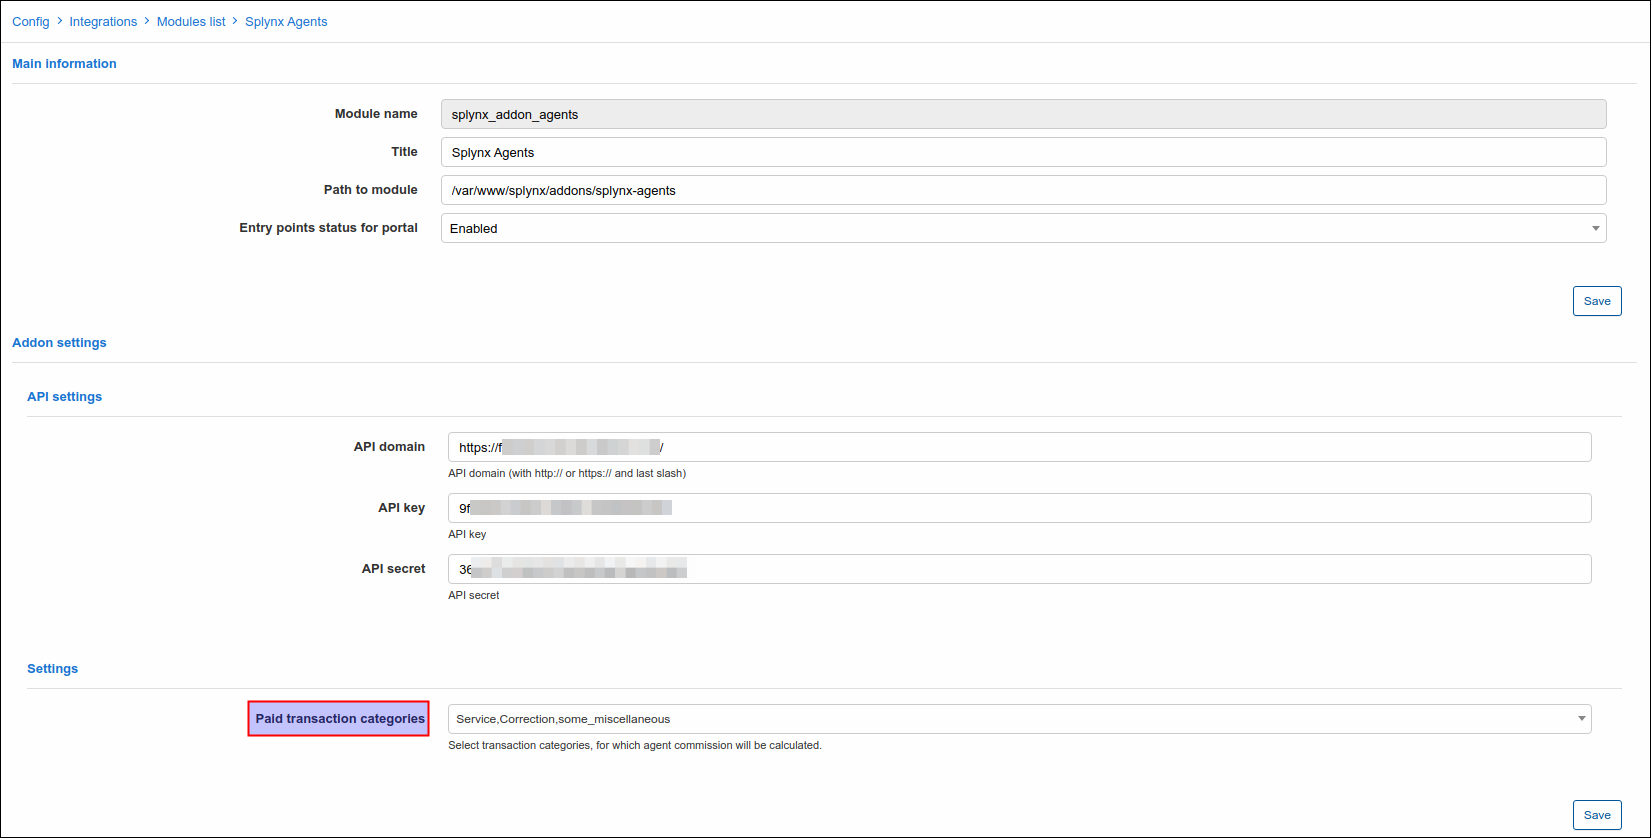 Config > Integrations > Modules list > Splynx Agents
Main information
Module name splynx_addon_agents
Title Splynx Agents
Path to module /var/www/splynx/addons/splynx-agents
Entry points status for portal Enabled
Save
Addon settings
API settings
API domain https://f /
API domain (with http:// or https:// and last slash)
API key 9f
API key
API secret 36
API secret
Settings
Paid transaction categories Service,Correction,some_miscellaneous
Select transaction categories, for which agent commission will be calculated.
Save